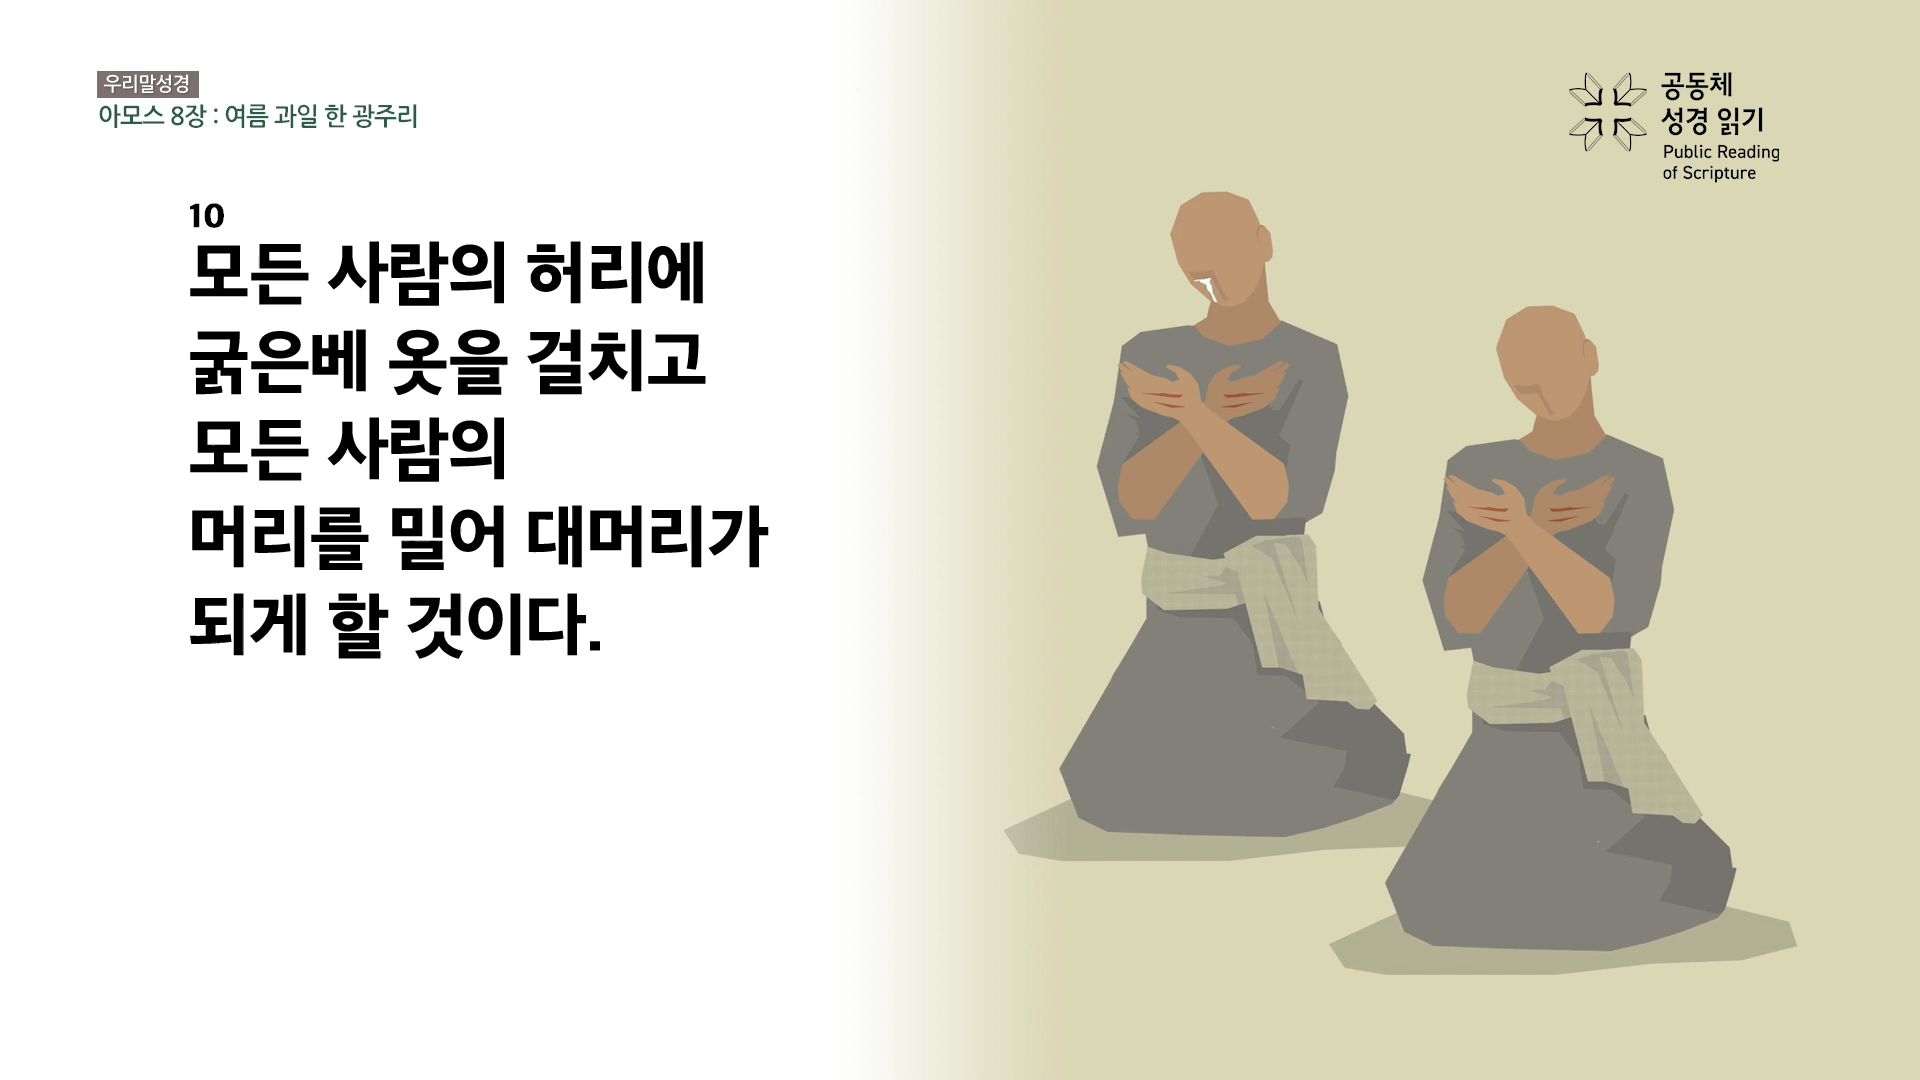 우리말성경
아모스 8장 : 여름 과일 한 광주리
공동체
성경 읽기
Public Reading
of Scripture
10
모든 사람의 허리에
굵은베 옷을 걸치고
모든 사람의
머리를 밀어 대머리가
되게 할 것이다.